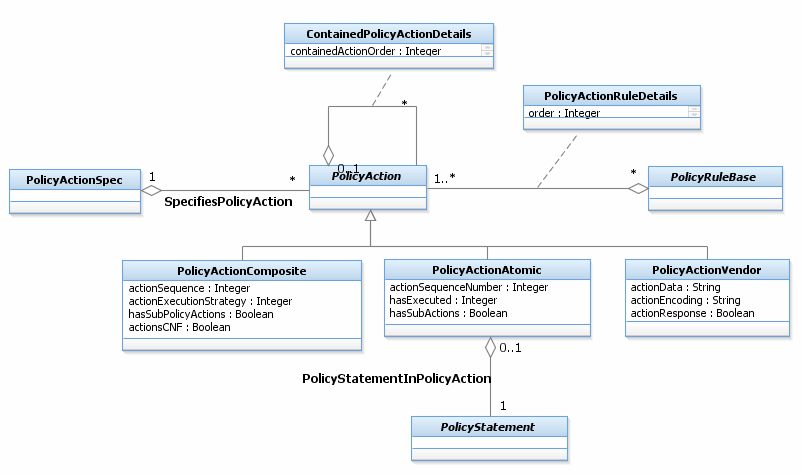 ContainedPolicyActionDetails
containedActionOrder : Integer
PolicyActionRuleDetails
order : Integer
*
0..1
PolicyActionSpec
1
*
SpecifiesPolicyAction
PolicyAction
1..*
*
PolicyRuleBase
PolicyActionComposite
actionSequence : Integer
actionExecutionStrategy : Integer
hasSubPolicyActions : Boolean
actionsCNF : Boolean
PolicyActionAtomic
actionSequenceNumber : Integer
hasExecuted : Integer
hasSubActions : Boolean
PolicyActionVendor
actionData : String
actionEncoding : String
actionResponse : Boolean
0..1
PolicyStatementInPolicyAction
1
PolicyStatement